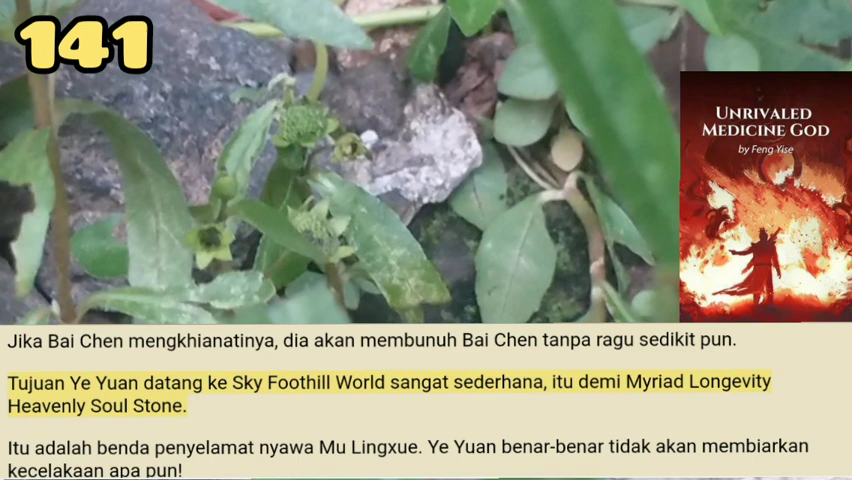 141
UNRIVALED
MEDICINE GOD
by Feng Yise
Jika Bai Chen mengkhianatinya, dia akan membunuh Bai Chen tanpa ragu sedikit pun.
Tujuan Ye Yuan datang ke Sky Foothill World sangat sederhana, itu demi Myriad Longevity
Heavenly Soul Stone.
Itu adalah benda penyelamat nyawa Mu Lingxue. Ye Yuan benar-benar tidak akan membiarkan
kecelakaan apa pun!